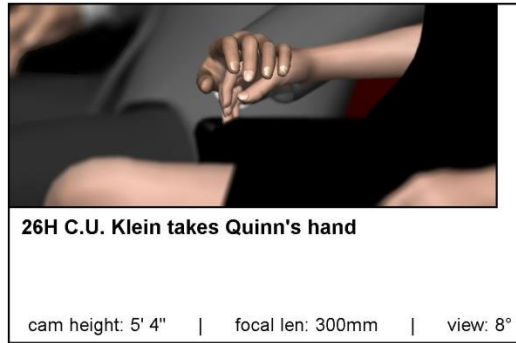 26H C.U. Klein takes Quinn's hand
cam height: 5' 4" | focal len: 300mm | view: 8°